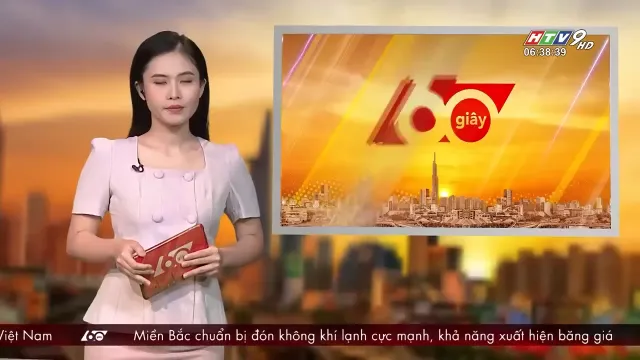 HTV9 HD
06:38:39
60 giây
Việt Nam 60 Miền Bắc chuẩn bị đón không khí lạnh cực mạnh, khả năng xuất hiện băng giá